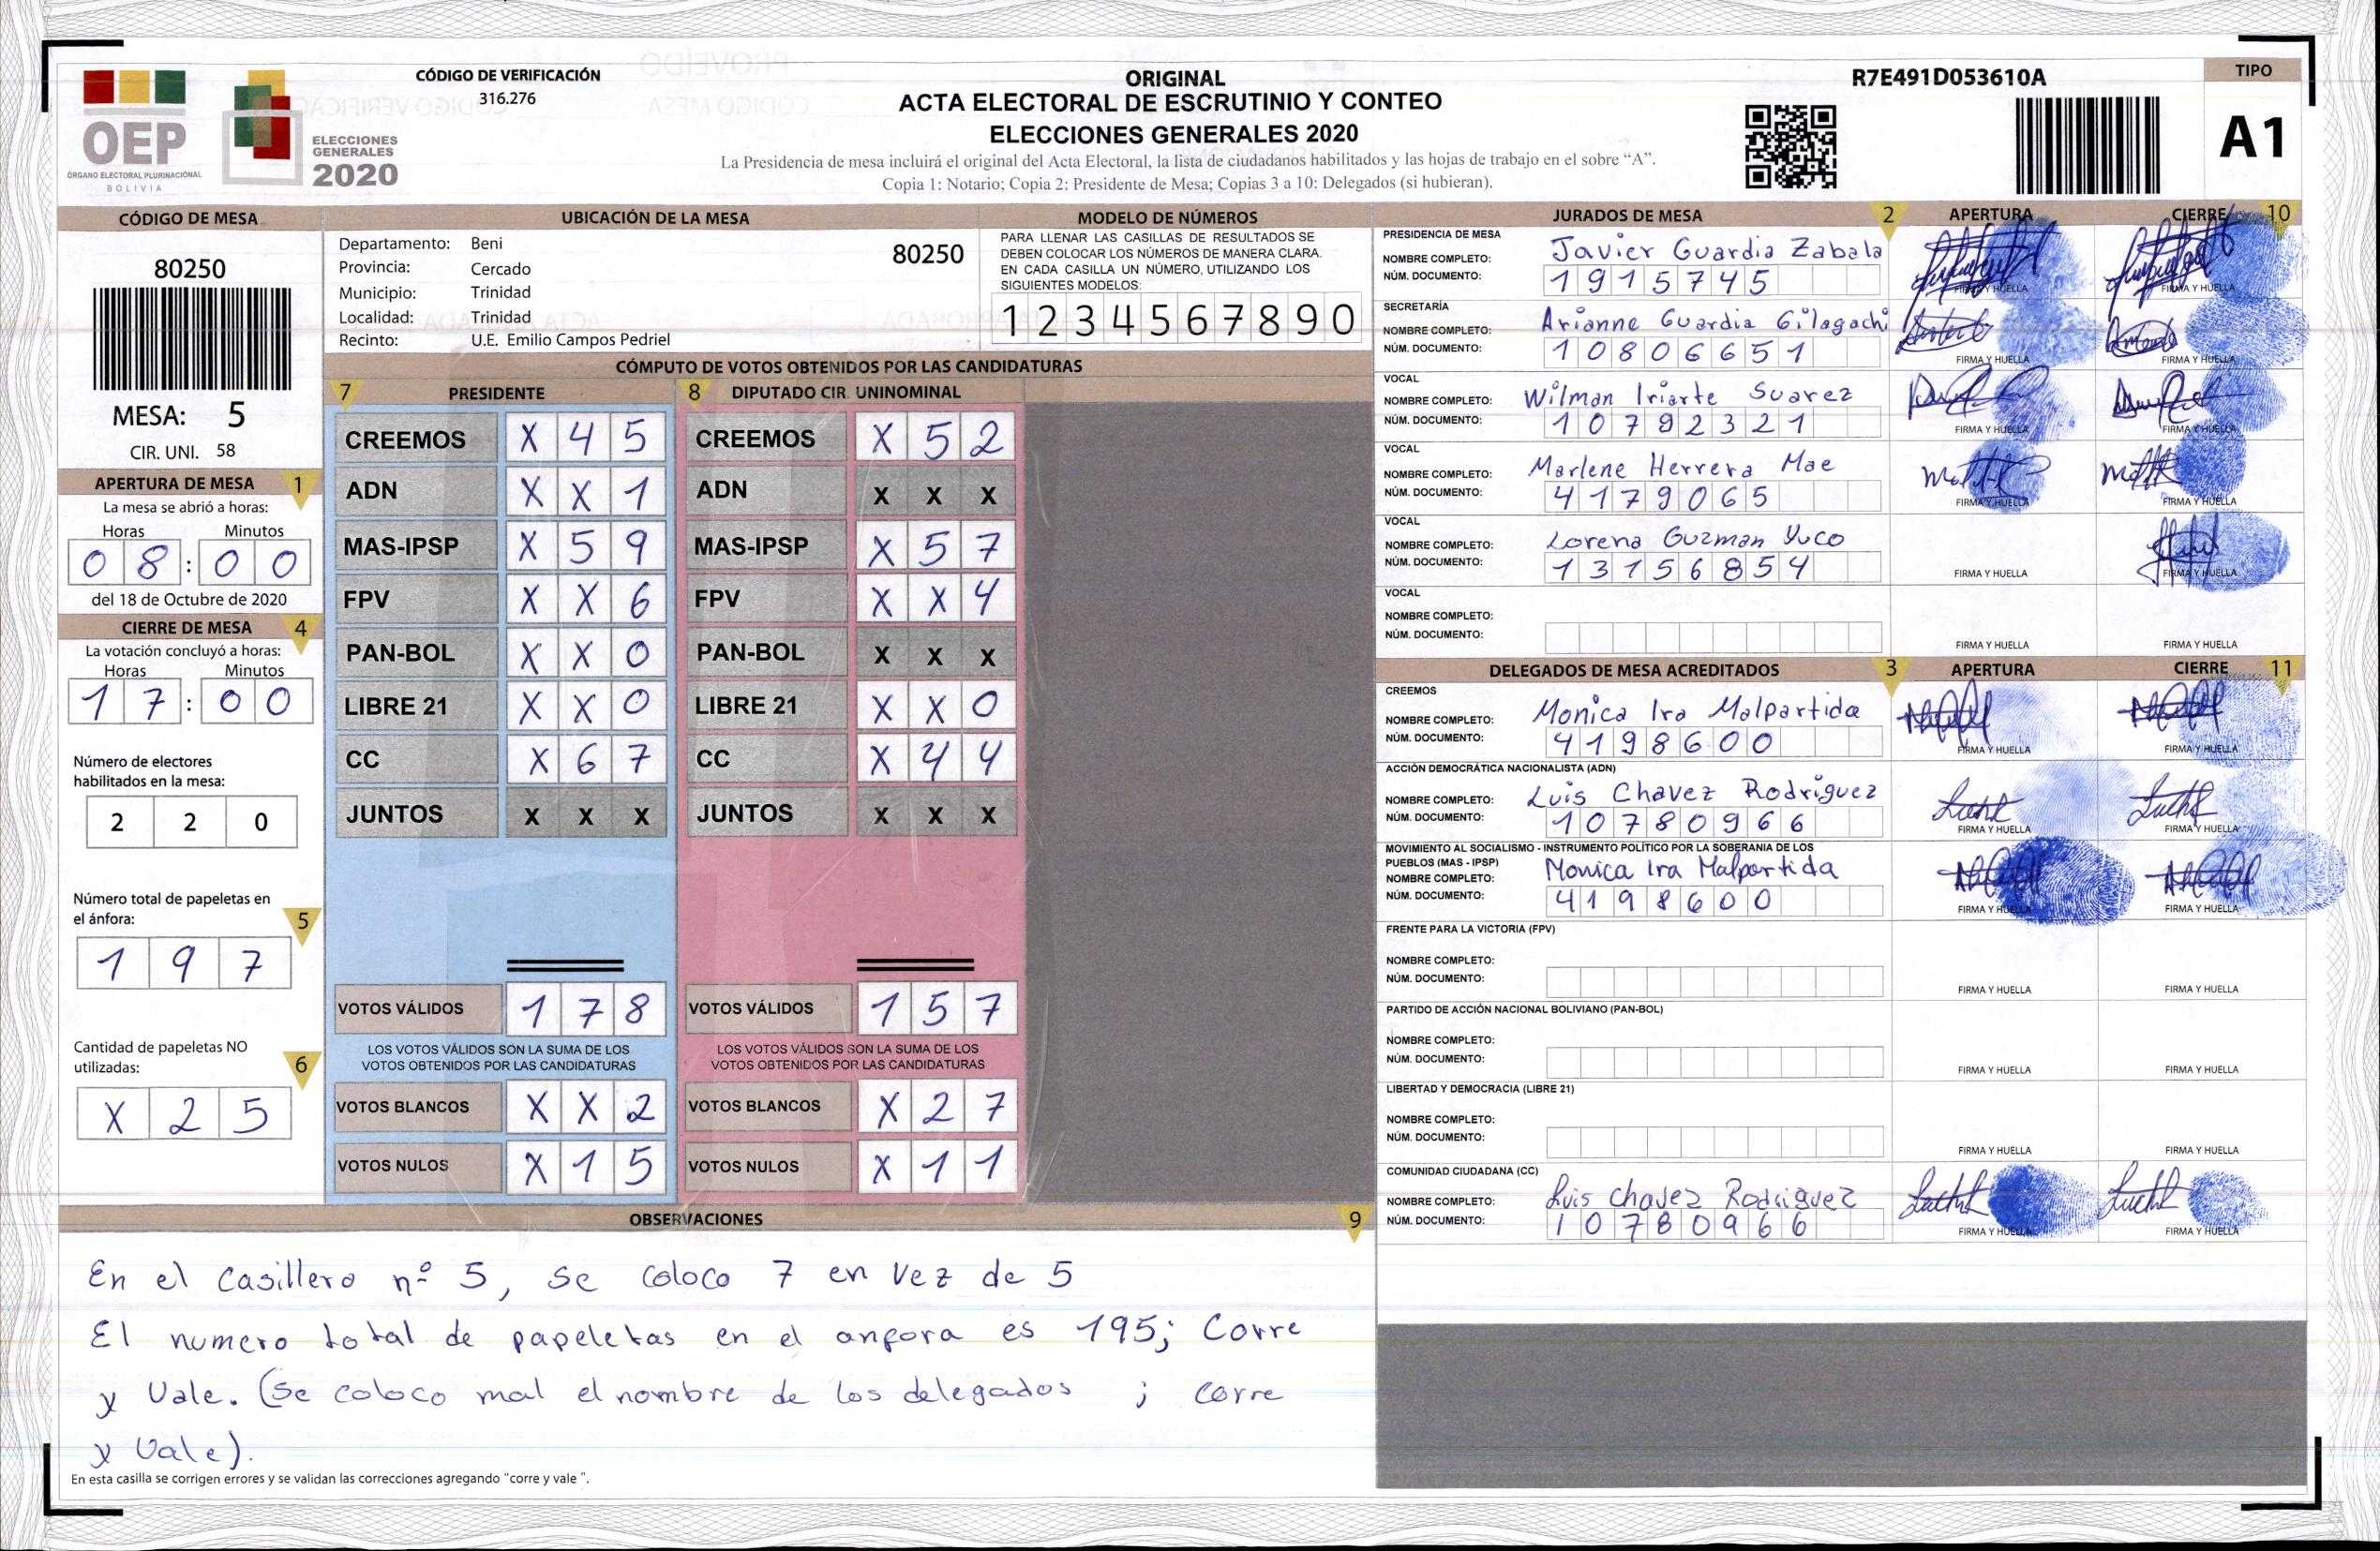 OEP
ÓRGANO ELECTORAL PLURINACIONAL
BOLIVIA
ELECCIONES
GENERALES
2020
CÓDIGO DE VERIFICACIÓN
316.276
ORIGINAL
ACTA ELECTORAL DE ESCRUTINIO Y CONTEO
ELECCIONES GENERALES 2020
La Presidencia de mesa incluirá el original del Acta Electoral, la lista de ciudadanos habilitados y las hojas de trabajo en el sobre “A”.
Copia 1: Notario; Copia 2: Presidente de Mesa; Copias 3 a 10: Delegados (si hubieran).
R7E491D053610A
TIPO
A1
CÓDIGO DE MESA
80250
MESA: 5
CIR. UNI. 58
APERTURA DE MESA 1
La mesa se abrió a horas:
Horas Minutos
0 8 : 0 0
del 18 de Octubre de 2020
CIERRE DE MESA 4
La votación concluyó a horas:
Horas Minutos
1 7 : 0 0
Número de electores
habilitados en la mesa:
2 2 0
Número total de papeletas en
el ánfora: 5
1 9 7
Cantidad de papeletas NO
utilizadas: 6
X 2 5
UBICACIÓN DE LA MESA
Departamento: Beni 80250
Provincia: Cercado
Municipio: Trinidad
Localidad: Trinidad
Recinto: U.E. Emilio Campos Pedriel
MODELO DE NÚMEROS
PARA LLENAR LAS CASILLAS DE RESULTADOS SE
DEBEN COLOCAR LOS NÚMEROS DE MANERA CLARA.
EN CADA CASILLA UN NÚMERO, UTILIZANDO LOS
SIGUIENTES MODELOS:
1 2 3 4 5 6 7 8 9 0
CÓMPUTO DE VOTOS OBTENIDOS POR LAS CANDIDATURAS
7 PRESIDENTE
CREEMOS X 4 5
ADN X X 1
MAS-IPSP X 5 9
FPV X X 6
PAN-BOL X X 0
LIBRE 21 X X 0
CC X 6 7
JUNTOS X X X
VOTOS VÁLIDOS 1 7 8
LOS VOTOS VÁLIDOS SON LA SUMA DE LOS
VOTOS OBTENIDOS POR LAS CANDIDATURAS
VOTOS BLANCOS X X 2
VOTOS NULOS X 1 5
8 DIPUTADO CIR. UNINOMINAL
CREEMOS X 5 2
ADN X X X
MAS-IPSP X 5 7
FPV X X 4
PAN-BOL X X X
LIBRE 21 X X 0
CC X 4 4
JUNTOS X X X
VOTOS VÁLIDOS 1 5 7
LOS VOTOS VÁLIDOS SON LA SUMA DE LOS
VOTOS OBTENIDOS POR LAS CANDIDATURAS
VOTOS BLANCOS X 2 7
VOTOS NULOS X 1 1
OBSERVACIONES 9
En el casillero nº 5, se coloco 7 en vez de 5
El numero total de papeletas en el anfora es 195; Corre
y Vale. (Se coloco mal el nombre de los delegados ; corre
y Vale).
En esta casilla se corrigen errores y se validan las correcciones agregando “corre y vale ”.
JURADOS DE MESA 2 APERTURA CIERRE 10
PRESIDENCIA DE MESA
NOMBRE COMPLETO: Javier Guardia Zabala
NÚM. DOCUMENTO: 1915745
FIRMA Y HUELLA FIRMA Y HUELLA
SECRETARÍA
NOMBRE COMPLETO: Arianne Guardia Gilagachi
NÚM. DOCUMENTO: 10806651
FIRMA Y HUELLA FIRMA Y HUELLA
VOCAL
NOMBRE COMPLETO: Wilman Iriarte Suarez
NÚM. DOCUMENTO: 10792321
FIRMA Y HUELLA FIRMA Y HUELLA
VOCAL
NOMBRE COMPLETO: Marlene Herrera Mae
NÚM. DOCUMENTO: 4179065
FIRMA Y HUELLA FIRMA Y HUELLA
VOCAL
NOMBRE COMPLETO: Lorena Guzman Yuco
NÚM. DOCUMENTO: 13156854
FIRMA Y HUELLA FIRMA Y HUELLA
VOCAL
NOMBRE COMPLETO:
NÚM. DOCUMENTO:
FIRMA Y HUELLA FIRMA Y HUELLA
DELEGADOS DE MESA ACREDITADOS 3 APERTURA CIERRE 11
CREEMOS
NOMBRE COMPLETO: Monica Ira Malpartida
NÚM. DOCUMENTO: 4198600
FIRMA Y HUELLA FIRMA Y HUELLA
ACCIÓN DEMOCRÁTICA NACIONALISTA (ADN)
NOMBRE COMPLETO: Luis Chavez Rodriguez
NÚM. DOCUMENTO: 10780966
FIRMA Y HUELLA FIRMA Y HUELLA
MOVIMIENTO AL SOCIALISMO - INSTRUMENTO POLÍTICO POR LA SOBERANIA DE LOS
PUEBLOS (MAS - IPSP)
NOMBRE COMPLETO: Monica Ira Malpartida
NÚM. DOCUMENTO: 4198600
FIRMA Y HUELLA FIRMA Y HUELLA
FRENTE PARA LA VICTORIA (FPV)
NOMBRE COMPLETO:
NÚM. DOCUMENTO:
FIRMA Y HUELLA FIRMA Y HUELLA
PARTIDO DE ACCIÓN NACIONAL BOLIVIANO (PAN-BOL)
NOMBRE COMPLETO:
NÚM. DOCUMENTO:
FIRMA Y HUELLA FIRMA Y HUELLA
LIBERTAD Y DEMOCRACIA (LIBRE 21)
NOMBRE COMPLETO:
NÚM. DOCUMENTO:
FIRMA Y HUELLA FIRMA Y HUELLA
COMUNIDAD CIUDADANA (CC)
NOMBRE COMPLETO: Luis Chavez Rodriguez
NÚM. DOCUMENTO: 10780966
FIRMA Y HUELLA FIRMA Y HUELLA